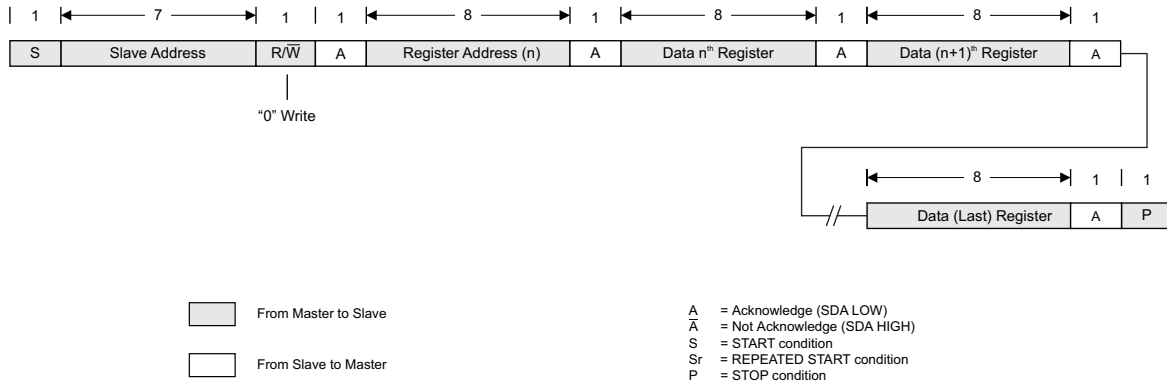 1 7 1 1 8 1 8 1 8 1
S Slave Address R/W̅ A Register Address (n) A Data nth Register A Data (n+1)th Register A
“0” Write
8 1 1
Data (Last) Register A P
From Master to Slave
From Slave to Master
A = Acknowledge (SDA LOW)
A̅ = Not Acknowledge (SDA HIGH)
S = START condition
Sr = REPEATED START condition
P = STOP condition